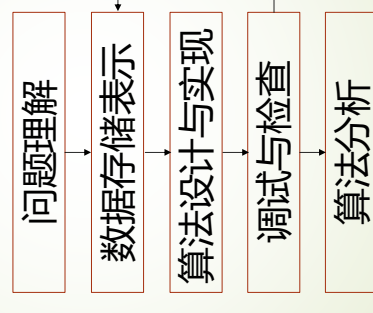 问题理解
数据存储表示
算法设计与实现
调试与检查
算法分析